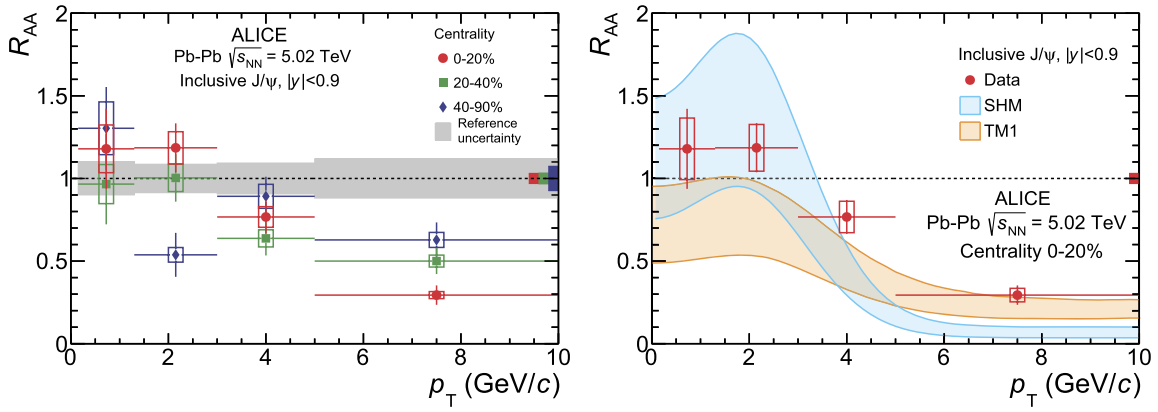 R_AA
2
1.5
1
0.5
0
ALICE
Pb-Pb √s_NN = 5.02 TeV
Inclusive J/ψ, |y|<0.9
Centrality
0-20%
20-40%
40-90%
Reference
uncertainty
0 2 4 6 8 10
p_T (GeV/c)
R_AA
2
1.5
1
0.5
0
Inclusive J/ψ, |y|<0.9
Data
SHM
TM1
ALICE
Pb-Pb √s_NN = 5.02 TeV
Centrality 0-20%
0 2 4 6 8 10
p_T (GeV/c)